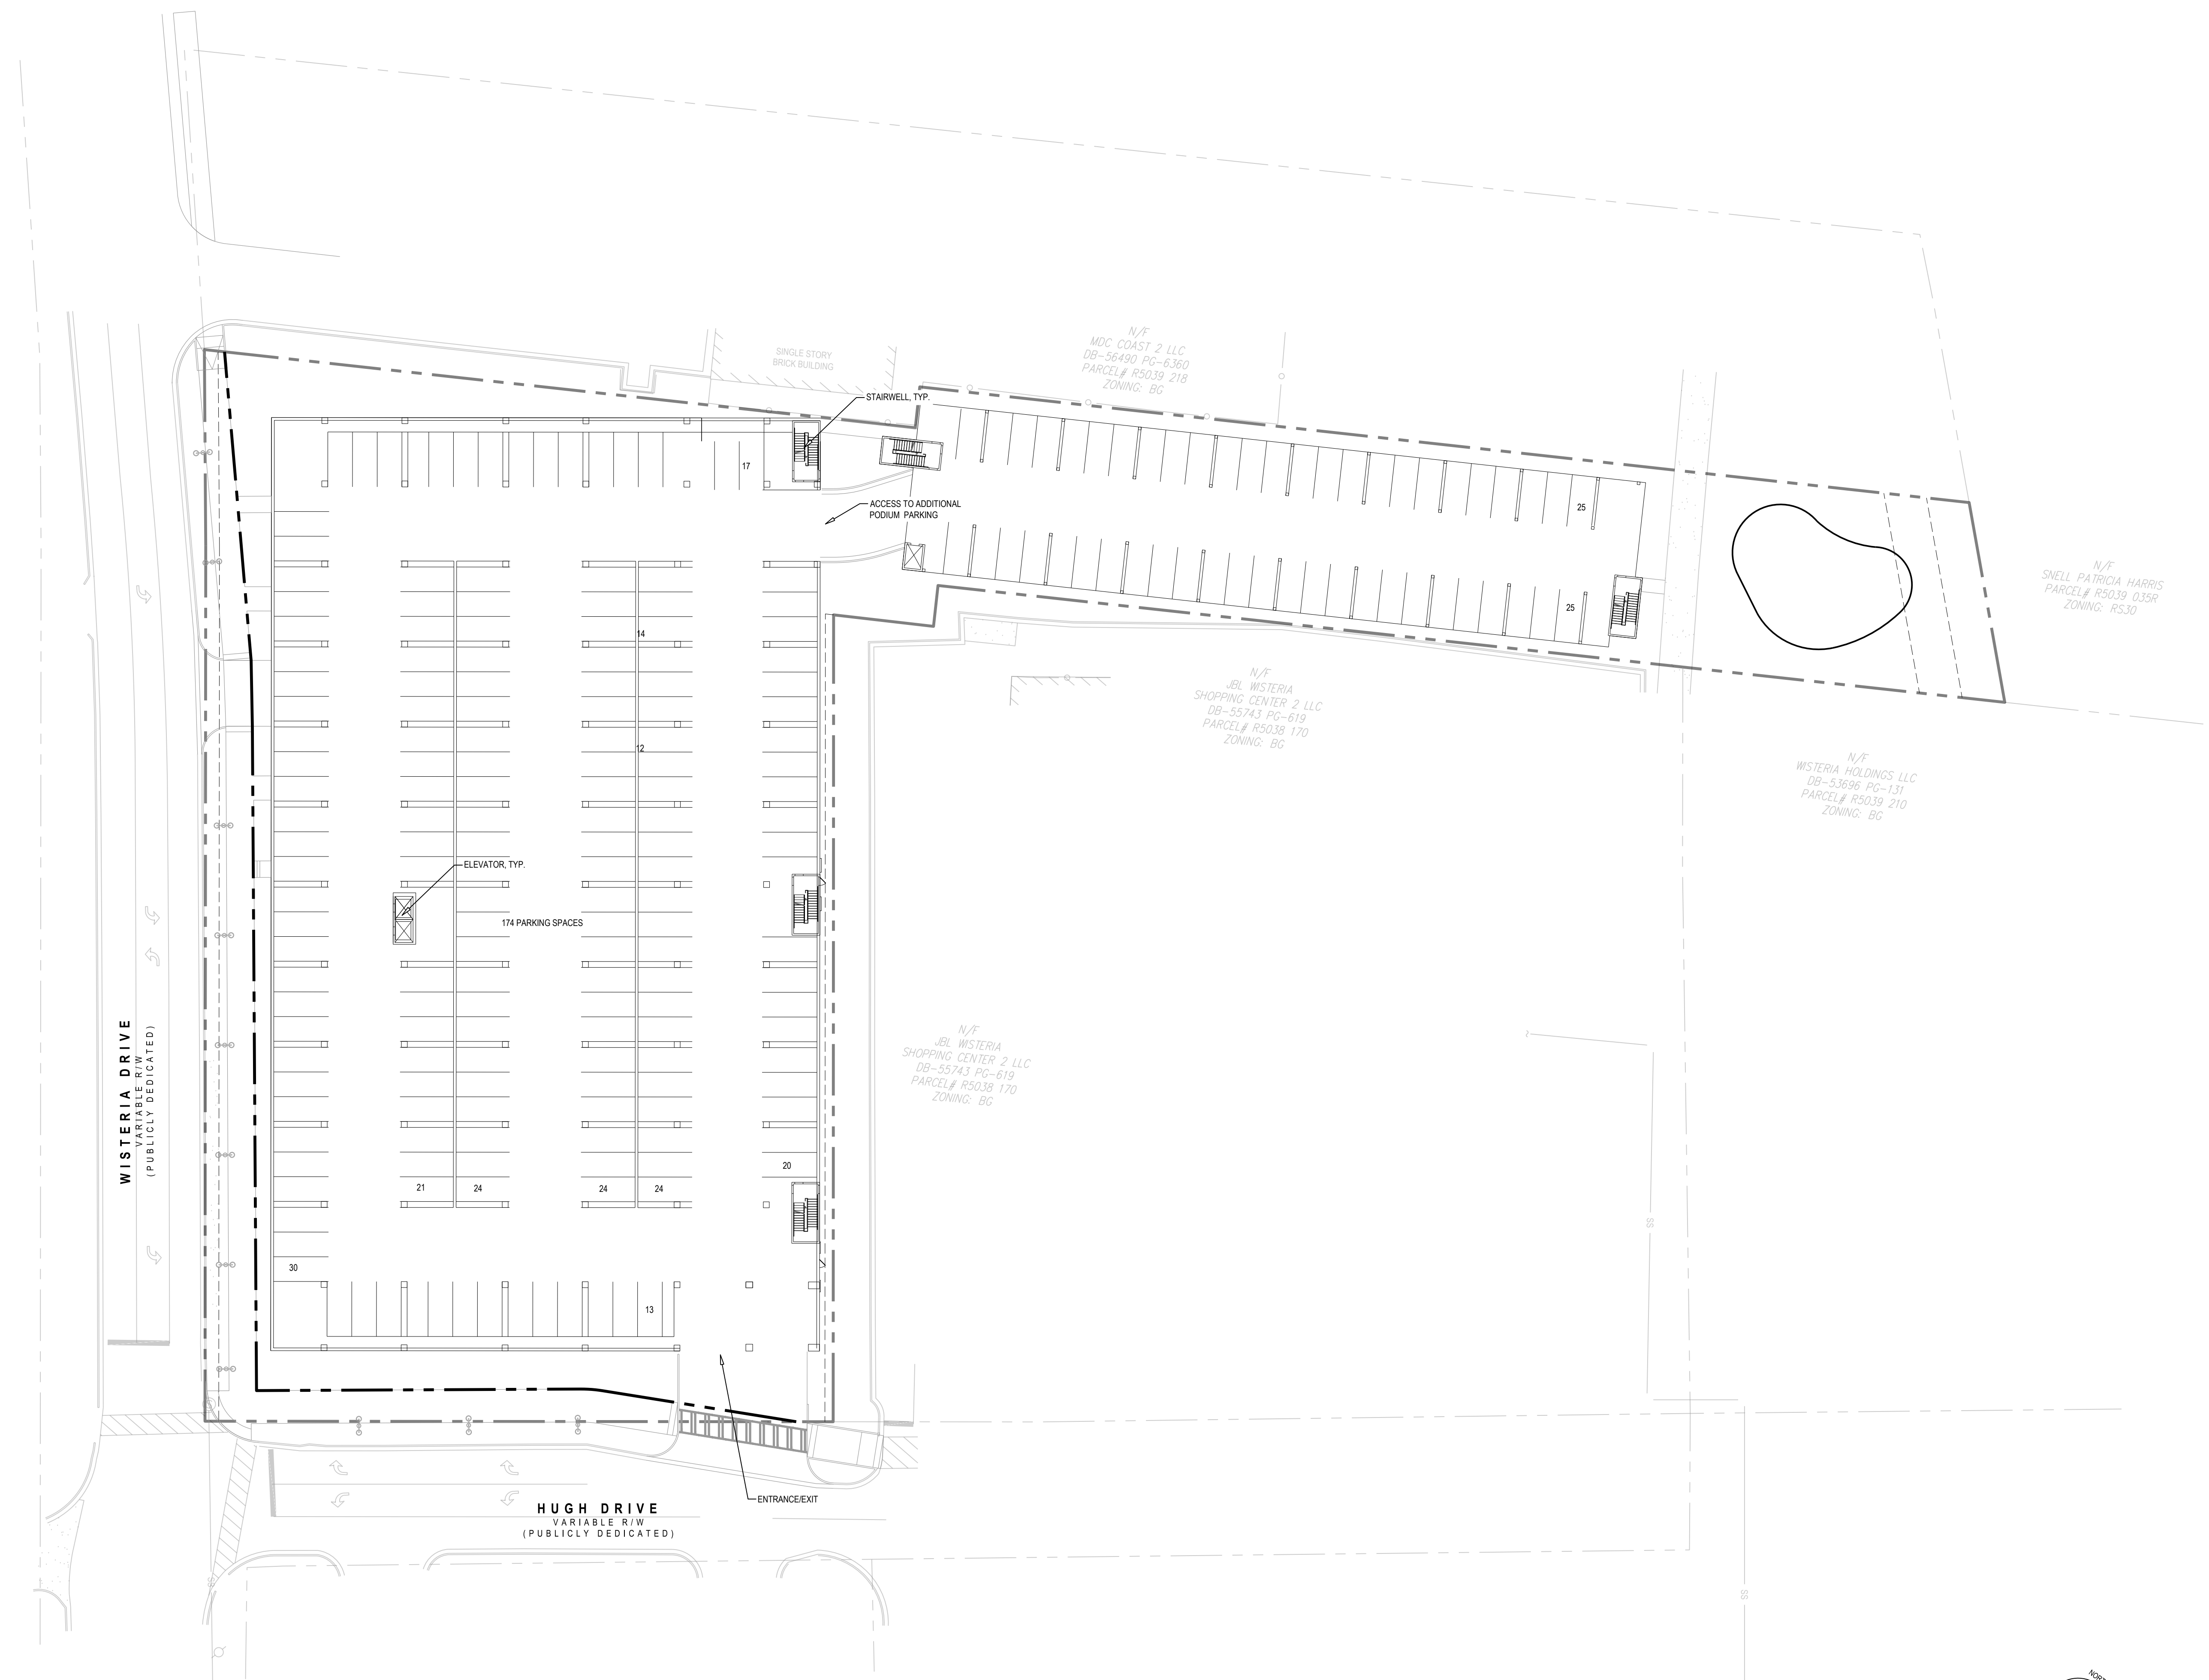 SINGLE STORY
BRICK BUILDING
N/F
MDC COAST 2 LLC
DB-56490 PG-6360
PARCEL# R5039 218
ZONING: BG
STAIRWELL, TYP.
17
ACCESS TO ADDITIONAL
PODIUM PARKING
25
25
N/F
SNELL PATRICIA HARRIS
PARCEL# R5039 035R
ZONING: RS30
14
N/F
JBL WISTERIA
SHOPPING CENTER 2 LLC
DB-55743 PG-619
PARCEL# R5038 170
ZONING: BG
12
N/F
WISTERIA HOLDINGS LLC
DB-53696 PG-131
PARCEL# R5039 210
ZONING: BG
ELEVATOR, TYP.
174 PARKING SPACES
WISTERIA DRIVE
VARIABLE R/W
(PUBLICLY DEDICATED)
N/F
JBL WISTERIA
SHOPPING CENTER 2 LLC
DB-55743 PG-619
PARCEL# R5038 170
ZONING: BG
20
21
24
24
24
SS
30
13
ENTRANCE/EXIT
HUGH DRIVE
VARIABLE R/W
(PUBLICLY DEDICATED)
SS
SS